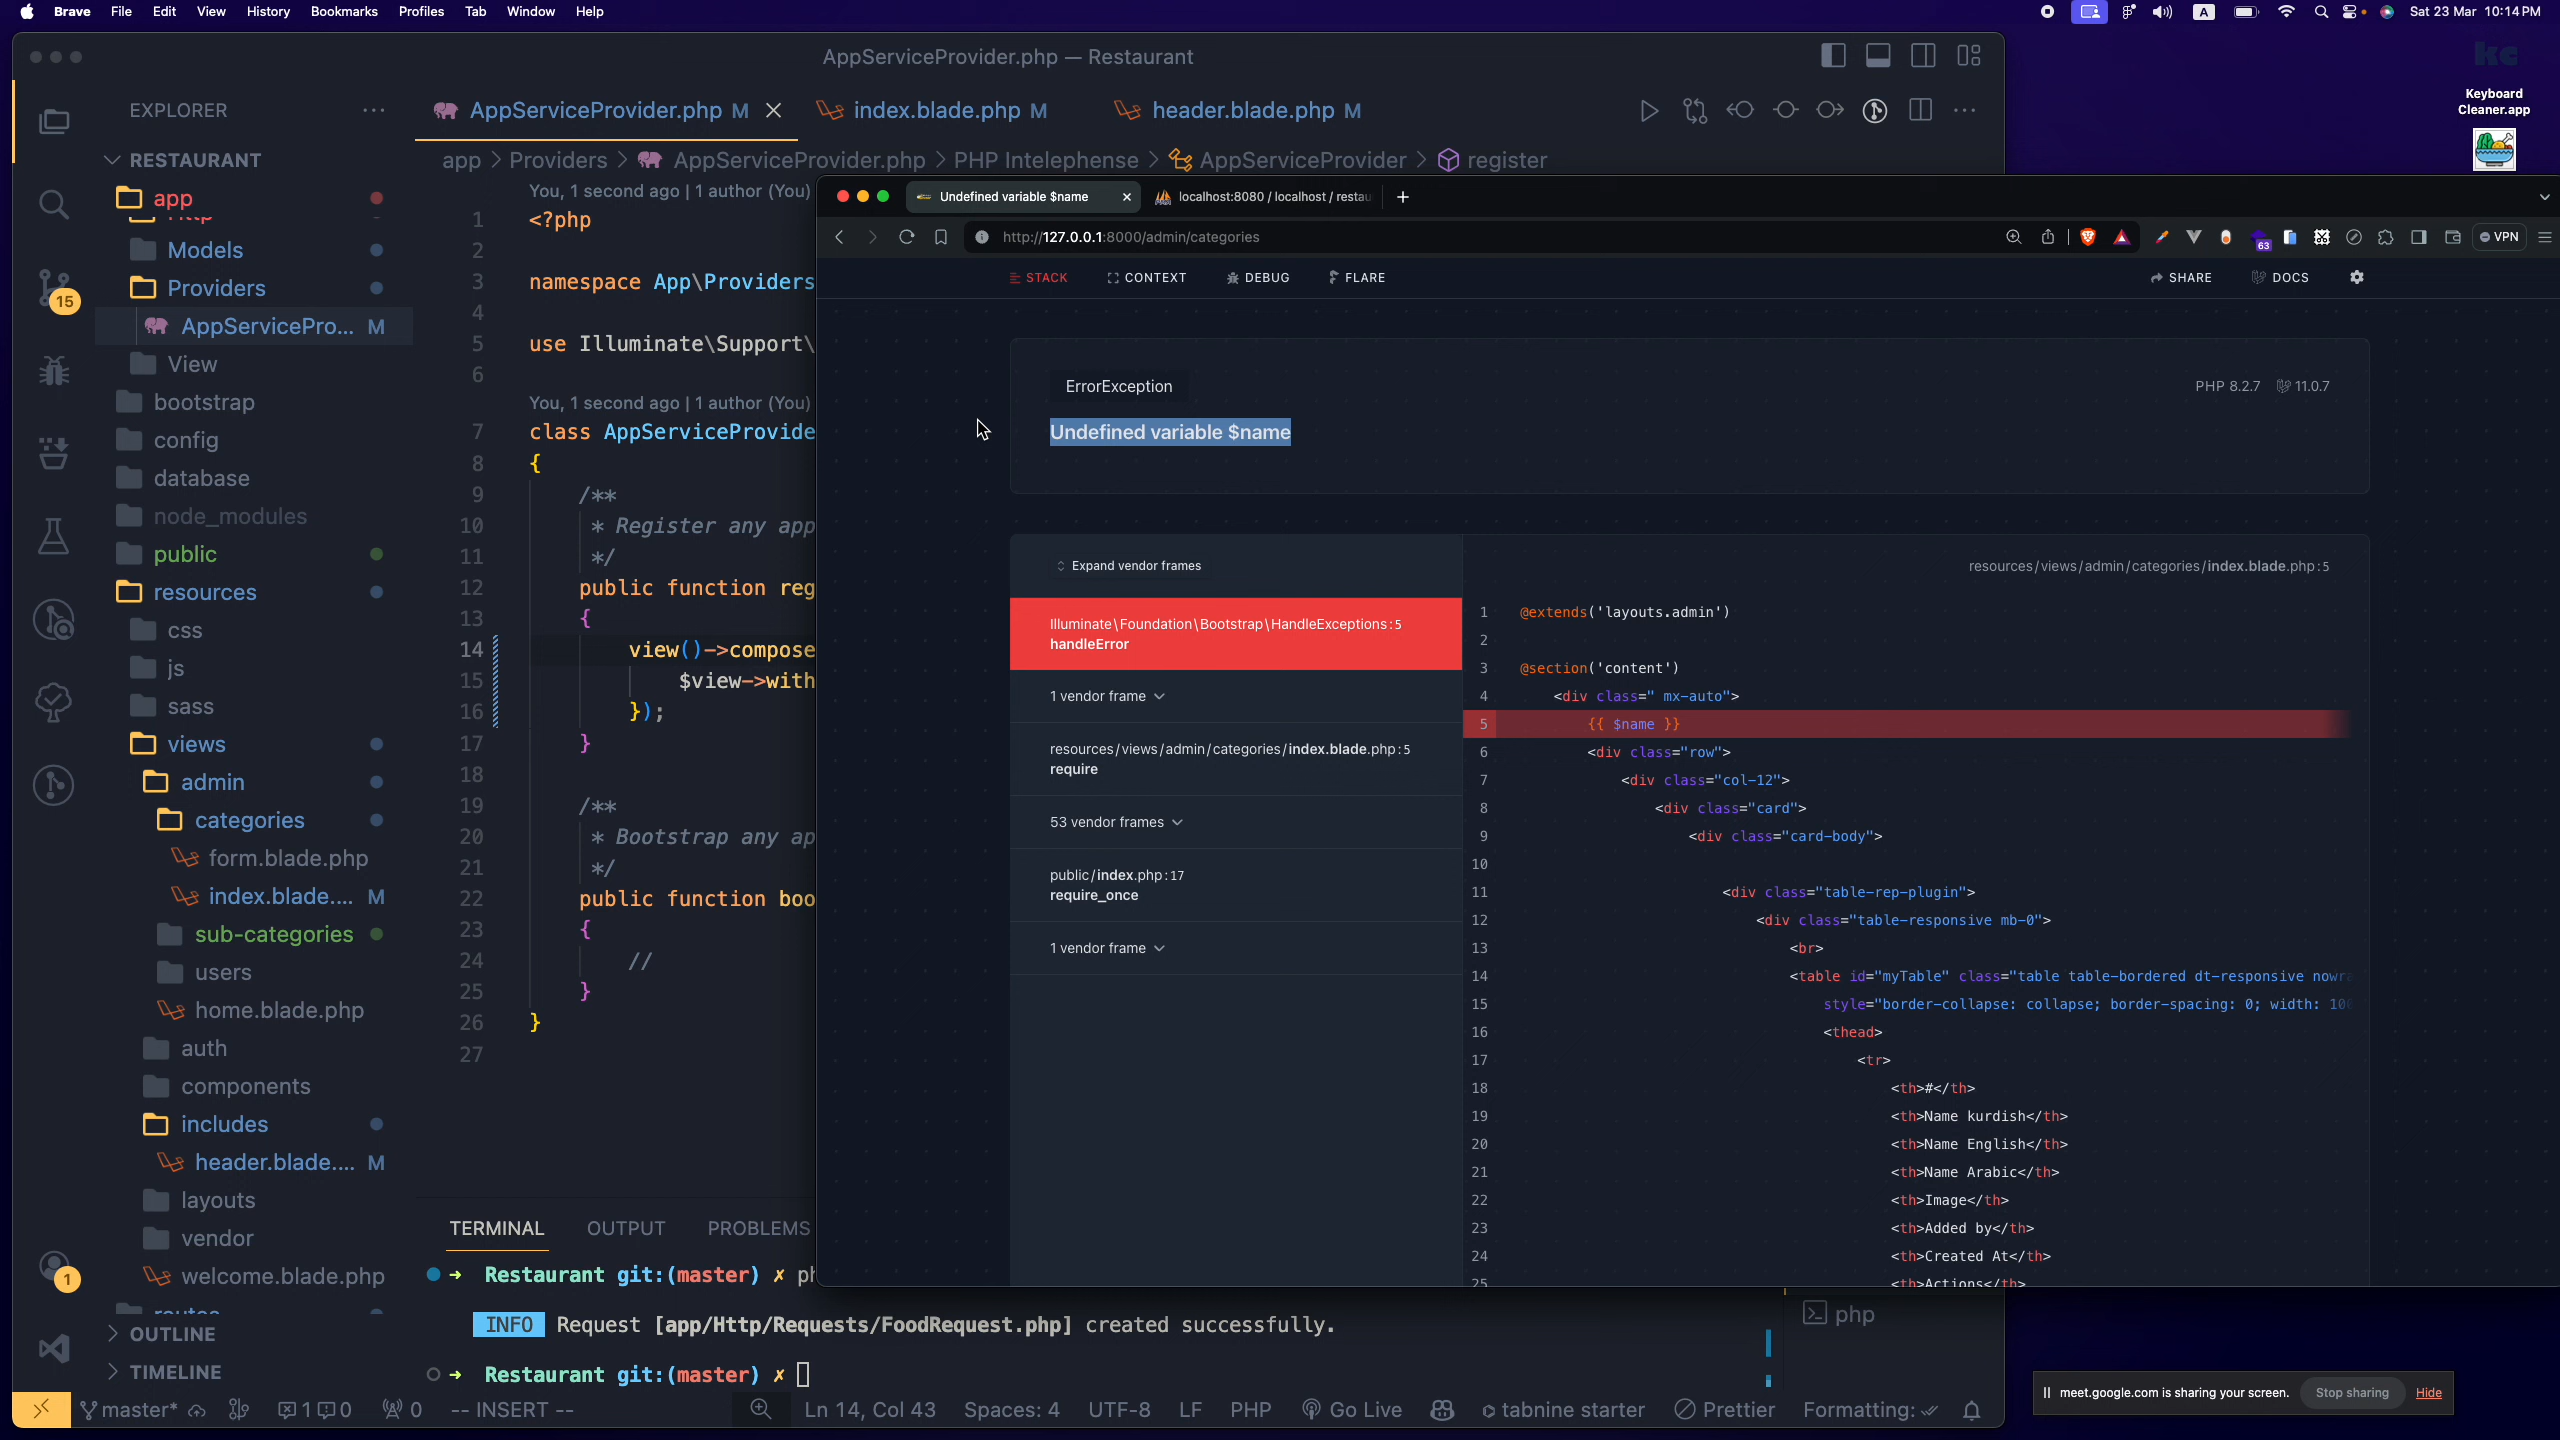 Brave File Edit View History Bookmarks Profiles Tab Window Help
A
Sat 23 Mar 10:14 PM
kc
Keyboard
Cleaner.app
AppServiceProvider.php — Restaurant
EXPLORER
AppServiceProvider.php M
index.blade.php M
header.blade.php M
app > Providers > AppServiceProvider.php > PHP Intelephense > AppServiceProvider > register
RESTAURANT
app
Http
Models
Providers
AppServicePro... M
View
bootstrap
config
database
node_modules
public
resources
css
js
sass
views
admin
categories
form.blade.php
index.blade.... M
sub-categories
users
home.blade.php
auth
components
includes
header.blade.... M
layouts
vendor
welcome.blade.php
routes
OUTLINE
TIMELINE
15
1
You, 1 second ago | 1 author (You)
1 <?php
2
3 namespace App\Providers
4
5 use Illuminate\Support\
6
You, 1 second ago | 1 author (You)
7 class AppServiceProvide
8 {
9 /**
10 * Register any app
11 */
12 public function reg
13 {
14 view()->compose
15 $view->with
16 });
17 }
18
19 /**
20 * Bootstrap any ap
21 */
22 public function boo
23 {
24 //
25 }
26 }
27
TERMINAL OUTPUT PROBLEMS
➜ Restaurant git:(master) ✗ ph
INFO Request [app/Http/Requests/FoodRequest.php] created successfully.
➜ Restaurant git:(master) ✗
php
master* 1 0 0 -- INSERT -- Ln 14, Col 43 Spaces: 4 UTF-8 LF PHP Go Live tabnine starter Prettier Formatting:
Undefined variable $name
localhost:8080 / localhost / restau
http://127.0.0.1:8000/admin/categories
63
VPN
STACK CONTEXT DEBUG FLARE SHARE DOCS
ErrorException
PHP 8.2.7 11.0.7
Undefined variable $name
Expand vendor frames
Illuminate\Foundation\Bootstrap\HandleExceptions:5
handleError
1 vendor frame
resources/views/admin/categories/index.blade.php:5
require
53 vendor frames
public/index.php:17
require_once
1 vendor frame
resources/views/admin/categories/index.blade.php:5
1 @extends('layouts.admin')
2
3 @section('content')
4 <div class=" mx-auto">
5 {{ $name }}
6 <div class="row">
7 <div class="col-12">
8 <div class="card">
9 <div class="card-body">
10
11 <div class="table-rep-plugin">
12 <div class="table-responsive mb-0">
13 <br>
14 <table id="myTable" class="table table-bordered dt-responsive nowra
15 style="border-collapse: collapse; border-spacing: 0; width: 100
16 <thead>
17 <tr>
18 <th>#</th>
19 <th>Name kurdish</th>
20 <th>Name English</th>
21 <th>Name Arabic</th>
22 <th>Image</th>
23 <th>Added by</th>
24 <th>Created At</th>
25 <th>Actions</th>
meet.google.com is sharing your screen. Stop sharing Hide